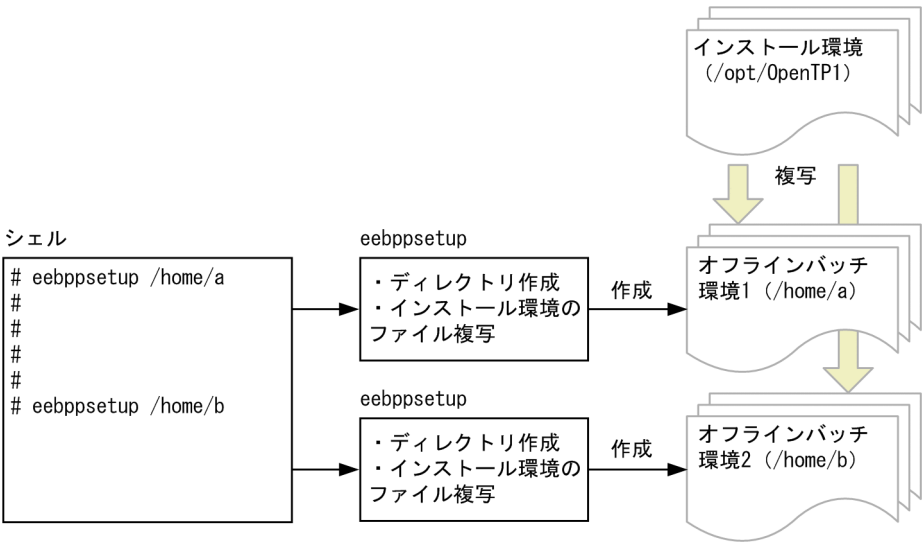 インストール環境
（/opt/OpenTP1）
複写
シェル
# eebppsetup /home/a
#
#
#
#
# eebppsetup /home/b
eebppsetup
・ディレクトリ作成
・インストール環境の
ファイル複写
作成
オフラインバッチ
環境1（/home/a）
eebppsetup
・ディレクトリ作成
・インストール環境の
ファイル複写
作成
オフラインバッチ
環境2（/home/b）